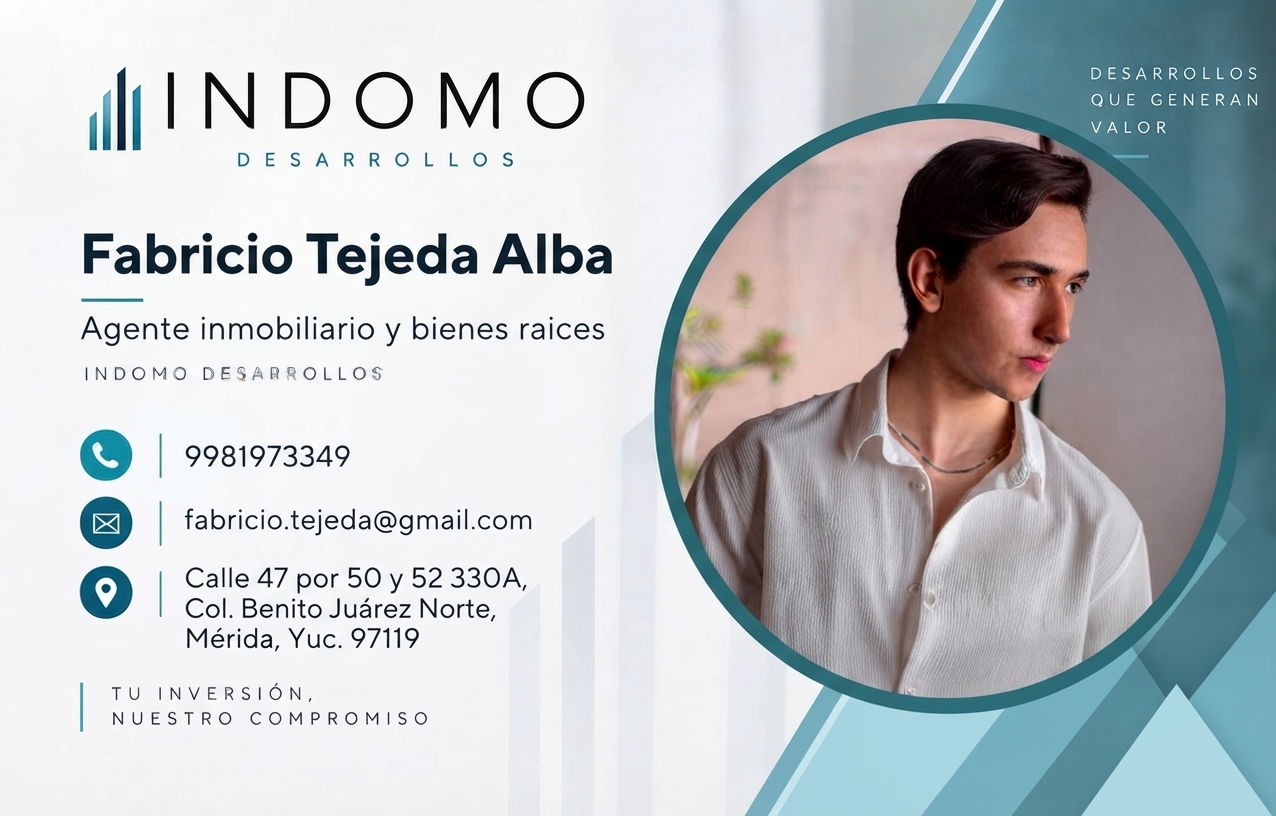 INDOMO
DESARROLLOS
DESARROLLOS
QUE GENERAN
VALOR
Fabricio Tejeda Alba
Agente inmobiliario y bienes raices
INDOMO DESARROLLOS
9981973349
fabricio.tejeda@gmail.com
Calle 47 por 50 y 52 330A,
Col. Benito Juárez Norte,
Mérida, Yuc. 97119
TU INVERSIÓN,
NUESTRO COMPROMISO